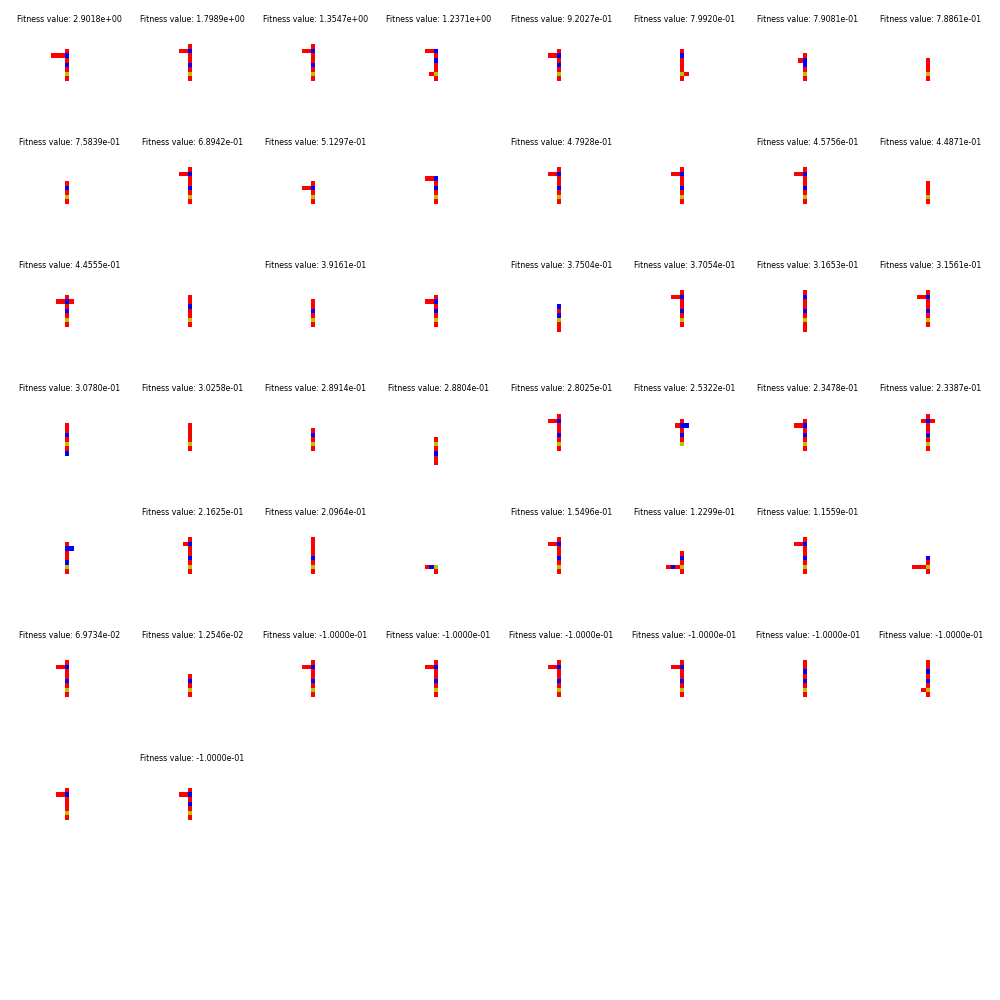 Fitness value: 2.9018e+00
Fitness value: 1.7989e+00
Fitness value: 1.3547e+00
Fitness value: 1.2371e+00
Fitness value: 9.2027e-01
Fitness value: 7.9920e-01
Fitness value: 7.9081e-01
Fitness value: 7.8861e-01
Fitness value: 7.5839e-01
Fitness value: 6.8942e-01
Fitness value: 5.1297e-01
Fitness value: 4.7928e-01
Fitness value: 4.5756e-01
Fitness value: 4.4871e-01
Fitness value: 4.4555e-01
Fitness value: 3.9161e-01
Fitness value: 3.7504e-01
Fitness value: 3.7054e-01
Fitness value: 3.1653e-01
Fitness value: 3.1561e-01
Fitness value: 3.0780e-01
Fitness value: 3.0258e-01
Fitness value: 2.8914e-01
Fitness value: 2.8804e-01
Fitness value: 2.8025e-01
Fitness value: 2.5322e-01
Fitness value: 2.3478e-01
Fitness value: 2.3387e-01
Fitness value: 2.1625e-01
Fitness value: 2.0964e-01
Fitness value: 1.5496e-01
Fitness value: 1.2299e-01
Fitness value: 1.1559e-01
Fitness value: 6.9734e-02
Fitness value: 1.2546e-02
Fitness value: -1.0000e-01
Fitness value: -1.0000e-01
Fitness value: -1.0000e-01
Fitness value: -1.0000e-01
Fitness value: -1.0000e-01
Fitness value: -1.0000e-01
Fitness value: -1.0000e-01